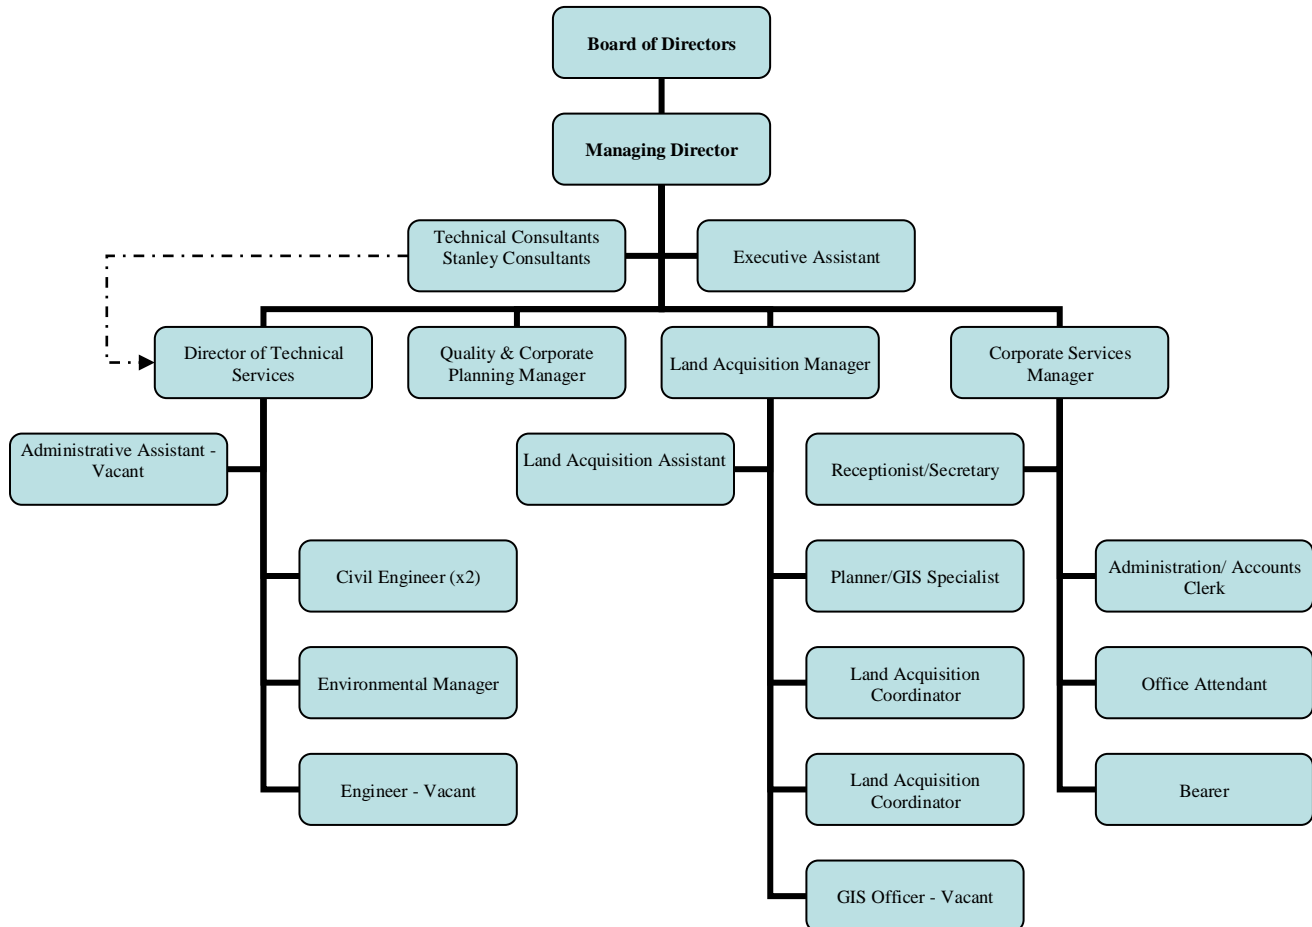 Board of Directors
Managing Director
Technical Consultants
Stanley Consultants
Executive Assistant
Director of Technical
Services
Quality & Corporate
Planning Manager
Land Acquisition Manager
Corporate Services
Manager
Administrative Assistant -
Vacant
Land Acquisition Assistant
Receptionist/Secretary
Civil Engineer (x2)
Planner/GIS Specialist
Administration/ Accounts
Clerk
Environmental Manager
Land Acquisition
Coordinator
Office Attendant
Engineer - Vacant
Land Acquisition
Coordinator
Bearer
GIS Officer - Vacant